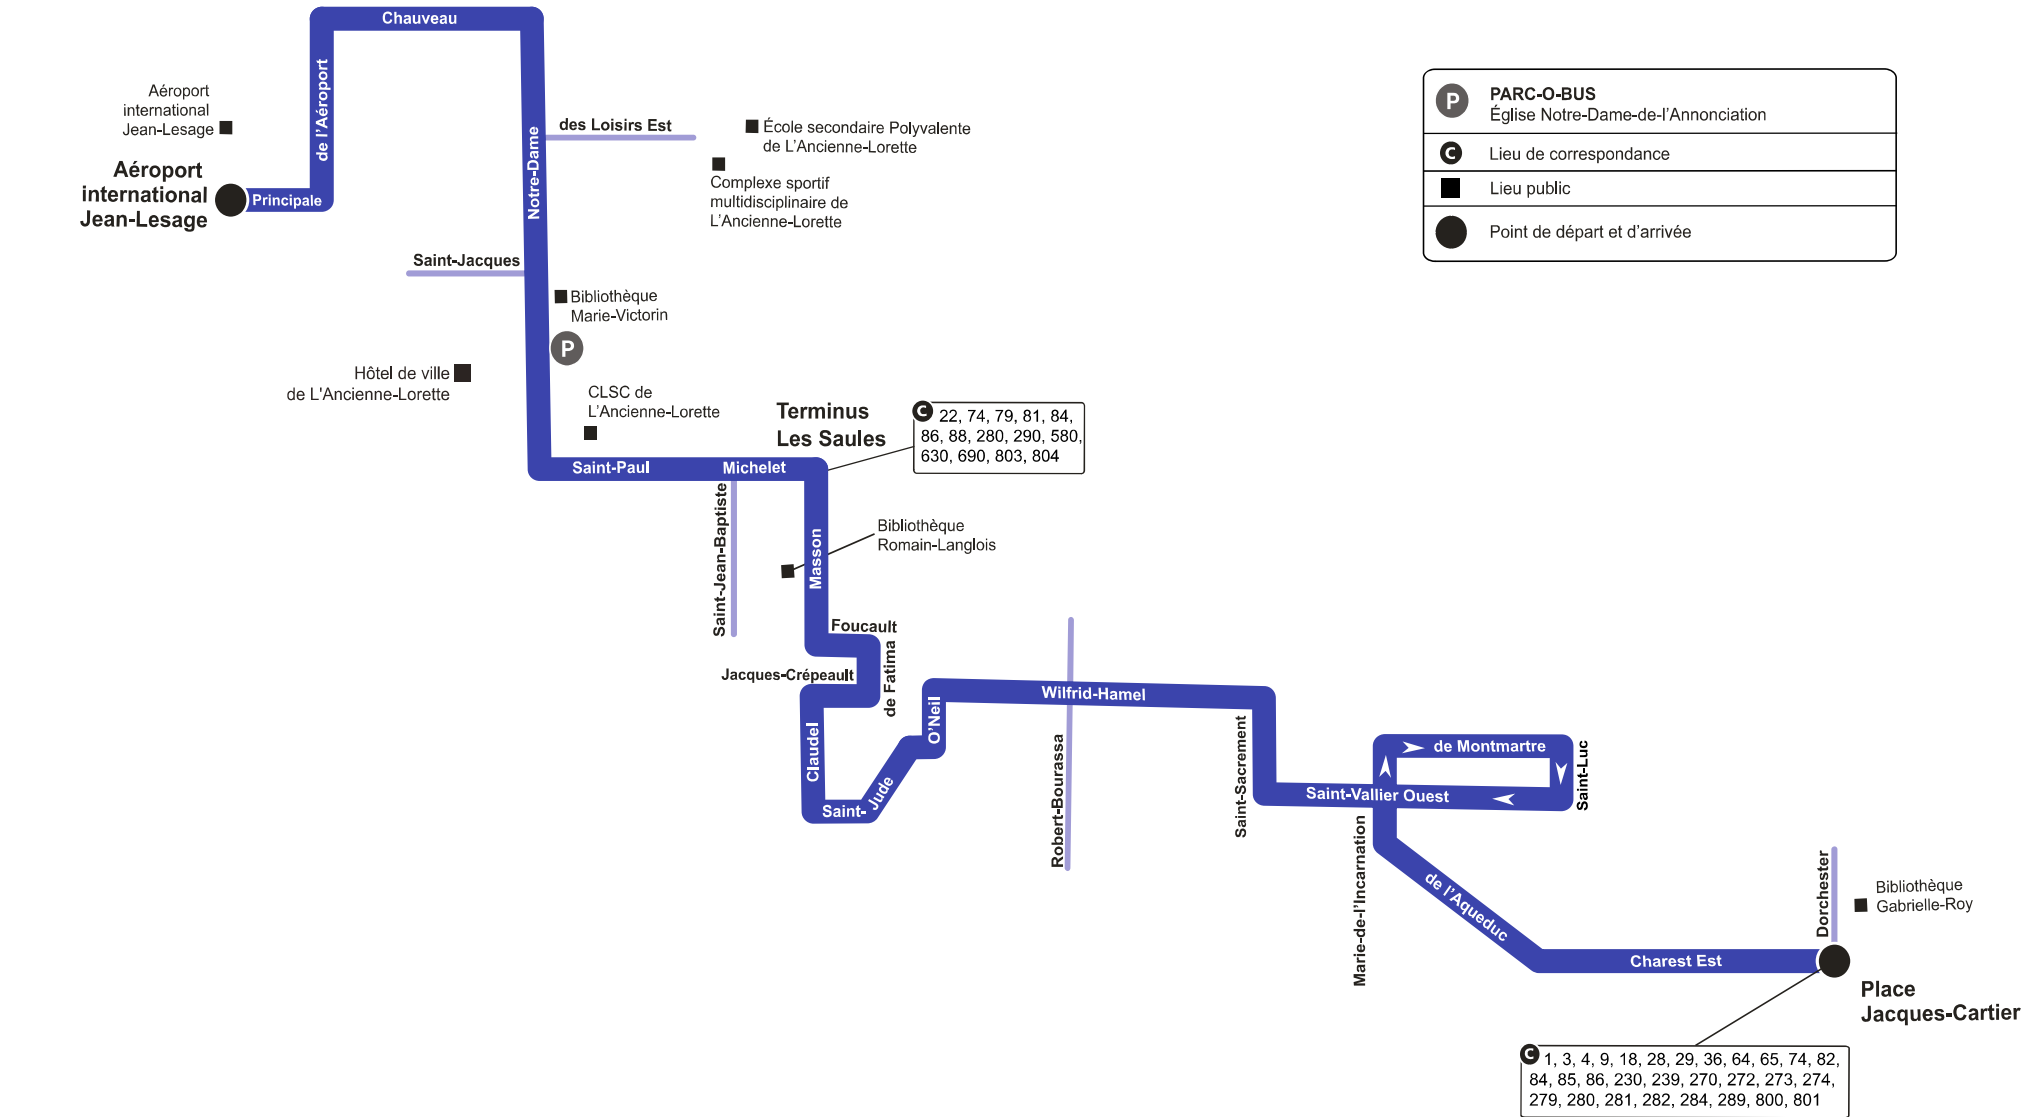 Chauveau
de l'Aéroport
Aéroport
international
Jean-Lesage
Aéroport
international
Jean-Lesage
Principale
Notre-Dame
des Loisirs Est
École secondaire Polyvalente
de L'Ancienne-Lorette
Complexe sportif
multidisciplinaire de
L'Ancienne-Lorette
P
PARC-O-BUS
Église Notre-Dame-de-l'Annonciation
C
Lieu de correspondance
Lieu public
Point de départ et d'arrivée
Saint-Jacques
Bibliothèque
Marie-Victorin
P
Hôtel de ville
de L'Ancienne-Lorette
CLSC de
L'Ancienne-Lorette
Terminus
Les Saules
C 22, 74, 79, 81, 84,
86, 88, 280, 290, 580,
630, 690, 803, 804
Saint-Paul
Michelet
Saint-Jean-Baptiste
Masson
Bibliothèque
Romain-Langlois
Foucault
de Fatima
Jacques-Crépeault
Claudel
Saint-Jude
O'Neil
Wilfrid-Hamel
Robert-Bourassa
Saint-Sacrement
de Montmartre
Saint-Luc
Saint-Vallier Ouest
Marie-de-l'Incarnation
de l'Aqueduc
Charest Est
Dorchester
Bibliothèque
Gabrielle-Roy
Place
Jacques-Cartier
C 1, 3, 4, 9, 18, 28, 29, 36, 64, 65, 74, 82,
84, 85, 86, 230, 239, 270, 272, 273, 274,
279, 280, 281, 282, 284, 289, 800, 801